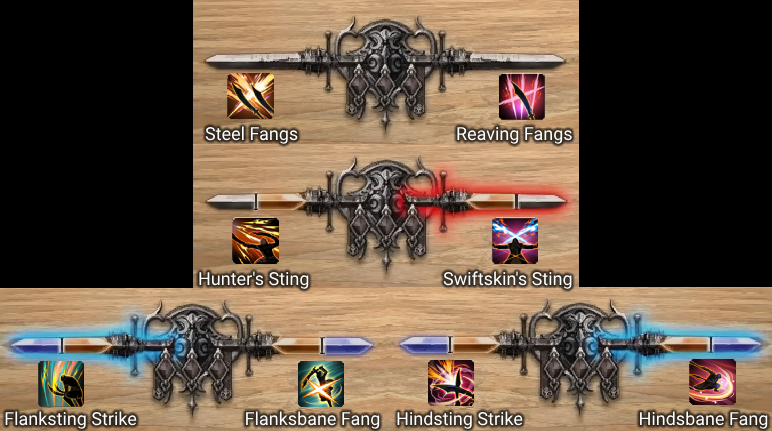 Steel Fangs
Reaving Fangs
Hunter's Sting
Swiftskin's Sting
Flanksting Strike
Flanksbane Fang
Hindsting Strike
Hindsbane Fang